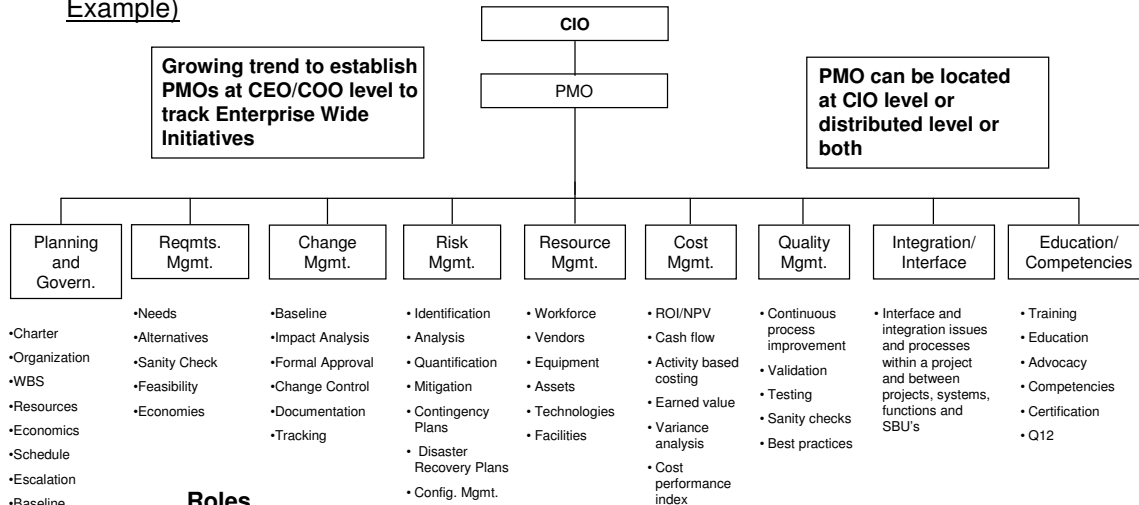 Example)
CIO
Growing trend to establish
PMOs at CEO/COO level to
track Enterprise Wide
Initiatives
PMO
PMO can be located
at CIO level or
distributed level or
both
Planning
and
Govern.
•Charter
•Organization
•WBS
•Resources
•Economics
•Schedule
•Escalation
•Baseline
Reqmts.
Mgmt.
•Needs
•Alternatives
•Sanity Check
•Feasibility
•Economies
Change
Mgmt.
•Baseline
•Impact Analysis
•Formal Approval
•Change Control
•Documentation
•Tracking
Risk
Mgmt.
• Identification
• Analysis
• Quantification
• Mitigation
• Contingency
Plans
• Disaster
Recovery Plans
• Config. Mgmt.
Resource
Mgmt.
• Workforce
• Vendors
• Equipment
• Assets
• Technologies
• Facilities
Cost
Mgmt.
• ROI/NPV
• Cash flow
• Activity based
costing
• Earned value
• Variance
analysis
• Cost
performance
index
Quality
Mgmt.
• Continuous
process
improvement
• Validation
• Testing
• Sanity checks
• Best practices
Integration/
Interface
• Interface and
integration issues
and processes
within a project
and between
projects, systems,
functions and
SBU's
Education/
Competencies
• Training
• Education
• Advocacy
• Competencies
• Certification
• Q12
Roles